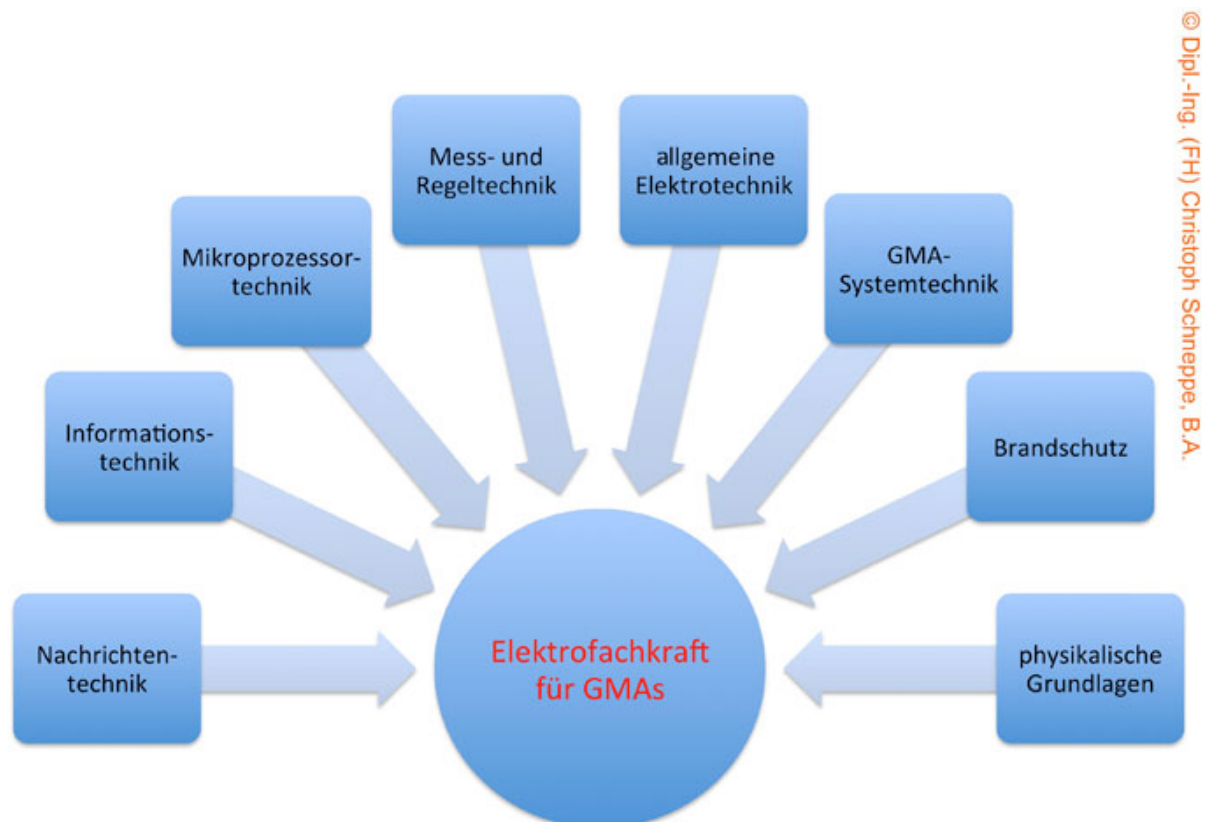 Mess- und
Regeltechnik
allgemeine
Elektrotechnik
Mikroprozessor-
technik
GMA-
Systemtechnik
Informations-
technik
Brandschutz
Nachrichten-
technik
physikalische
Grundlagen
Elektrofachkraft
für GMAs
© Dipl.-Ing. (FH) Christoph Schneppe, B.A.